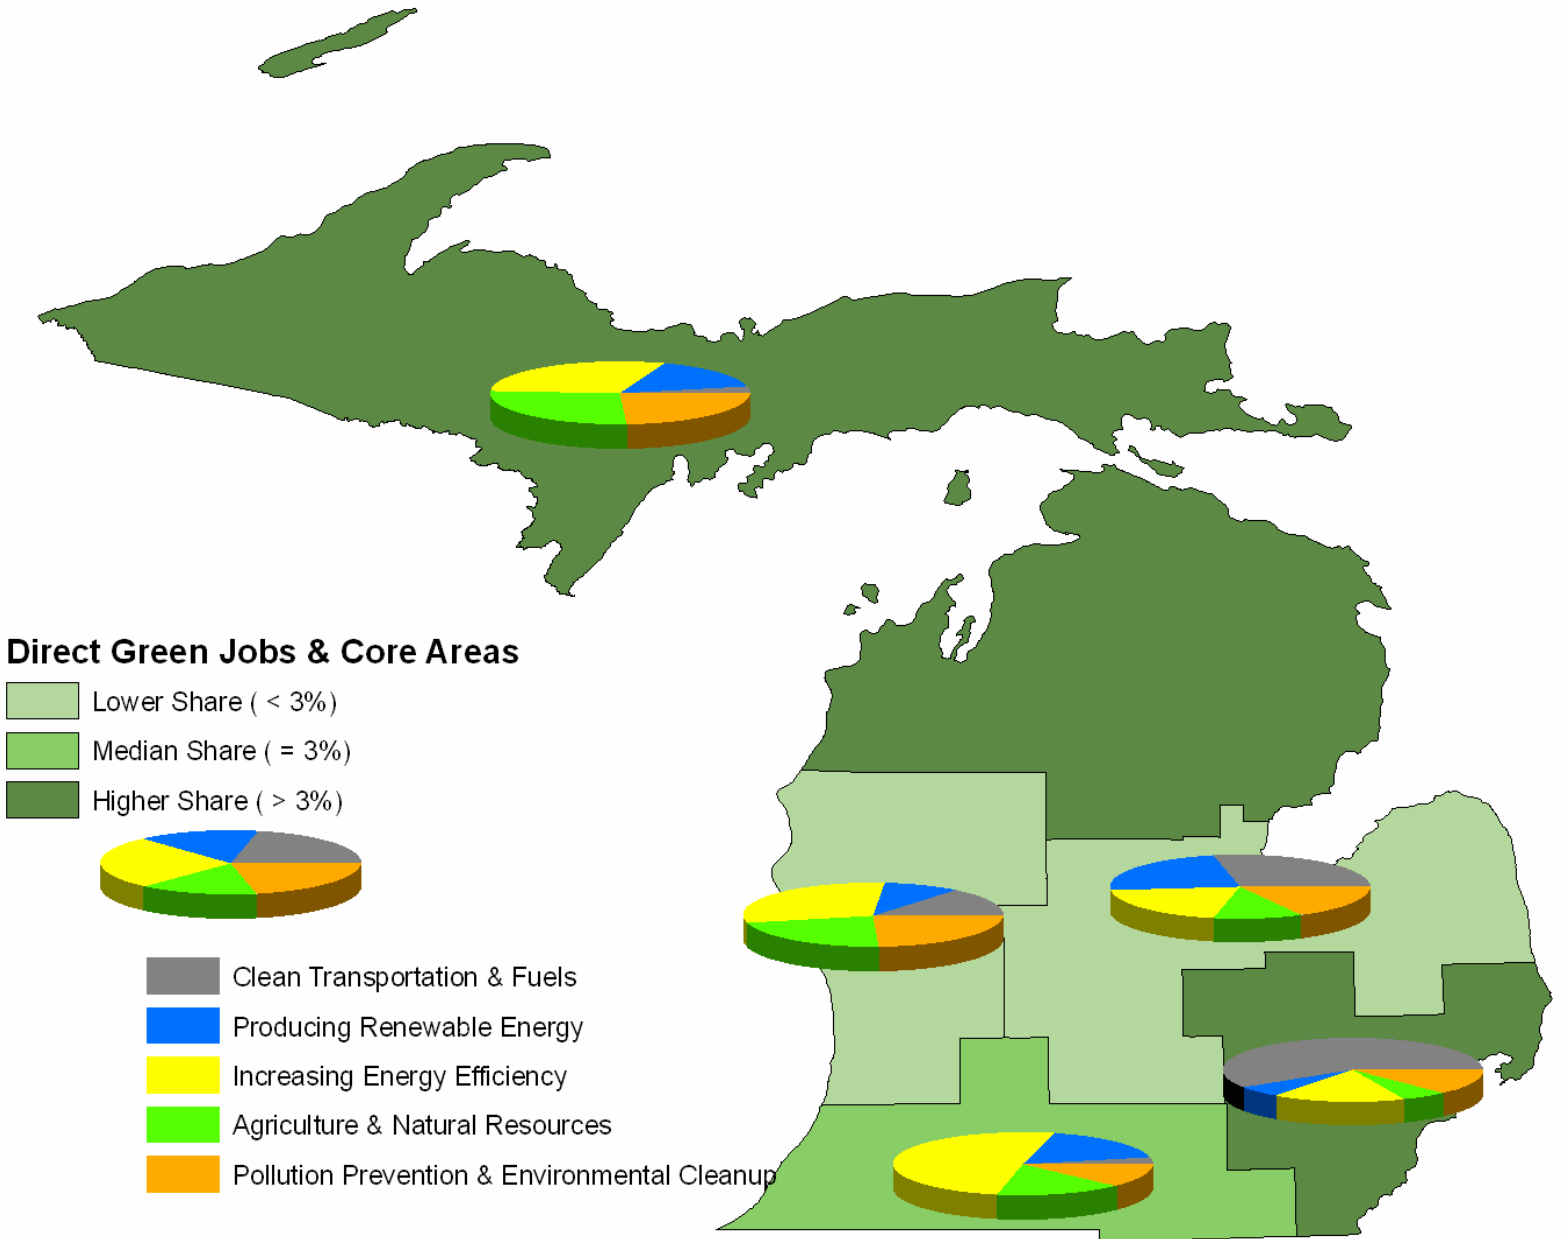 Direct Green Jobs & Core Areas
Lower Share ( < 3%)
Median Share ( = 3%)
Higher Share ( > 3%)
Clean Transportation & Fuels
Producing Renewable Energy
Increasing Energy Efficiency
Agriculture & Natural Resources
Pollution Prevention & Environmental Cleanup